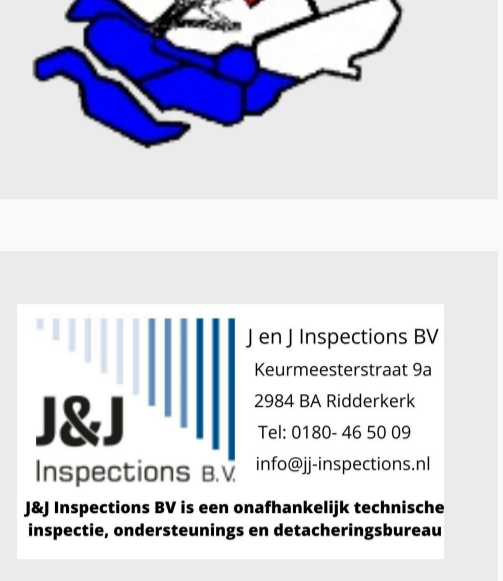 J en J Inspections BV
Keurmeesterstraat 9a
2984 BA Ridderkerk
Tel: 0180- 46 50 09
info@jj-inspections.nl
J&J
Inspections B.V.
J&J Inspections BV is een onafhankelijk technische
inspectie, ondersteunings en detacheringsbureau